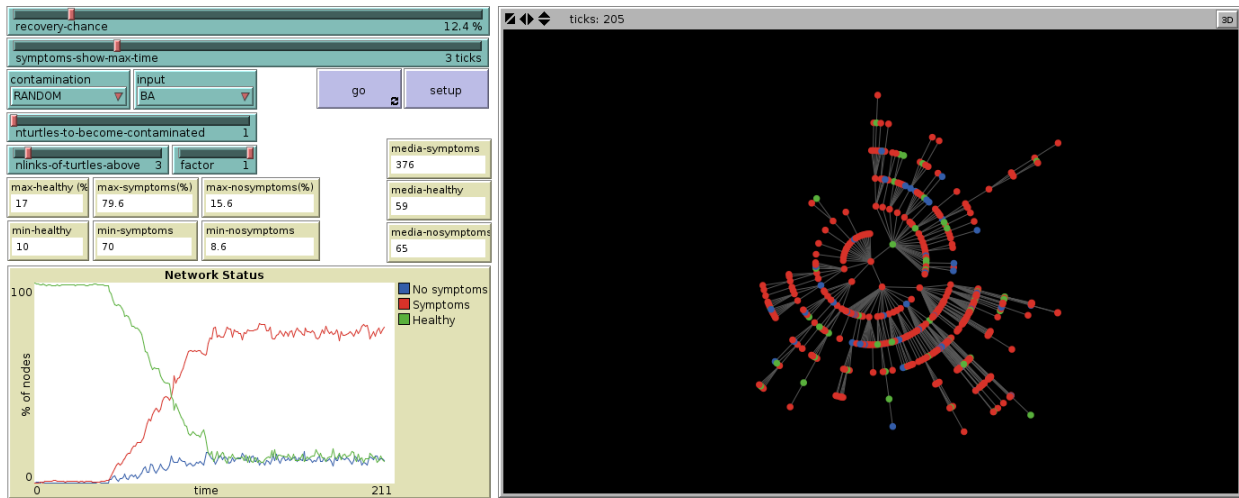 recovery-chance 12.4 %
symptoms-show-max-time 3 ticks
contamination
RANDOM
input
BA
go
setup
nturtles-to-become-contaminated 1
nlinks-of-turtles-above 3
factor 1
media-symptoms
376
max-healthy (%
17
max-symptoms(%)
79.6
max-nosymptoms(%)
15.6
media-healthy
59
min-healthy
10
min-symptoms
70
min-nosymptoms
8.6
media-nosymptoms
65
Network Status
100
% of nodes
0
0 time 211
No symptoms
Symptoms
Healthy
ticks: 205
3D